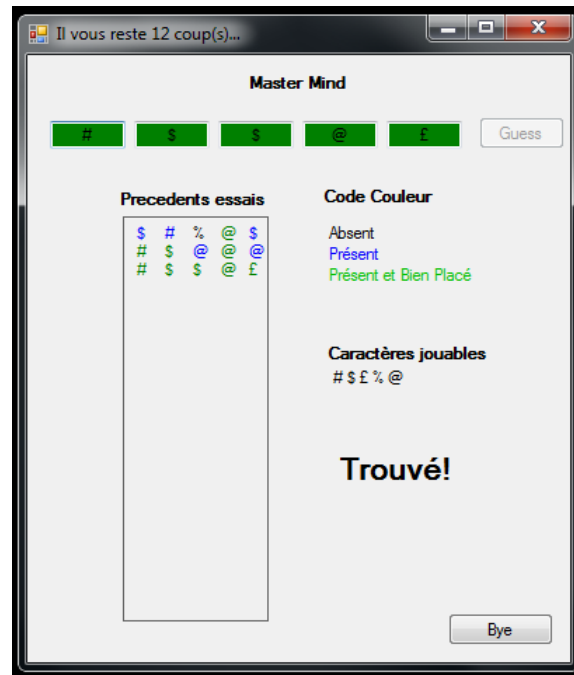 Il vous reste 12 coup(s)...
Master Mind
# $ $ @ £ Guess
Precedents essais
$ # % @ $
# $ @ @ @
# $ $ @ £
Code Couleur
Absent
Présent
Présent et Bien Placé
Caractères jouables
# $ £ % @
Trouvé!
Bye